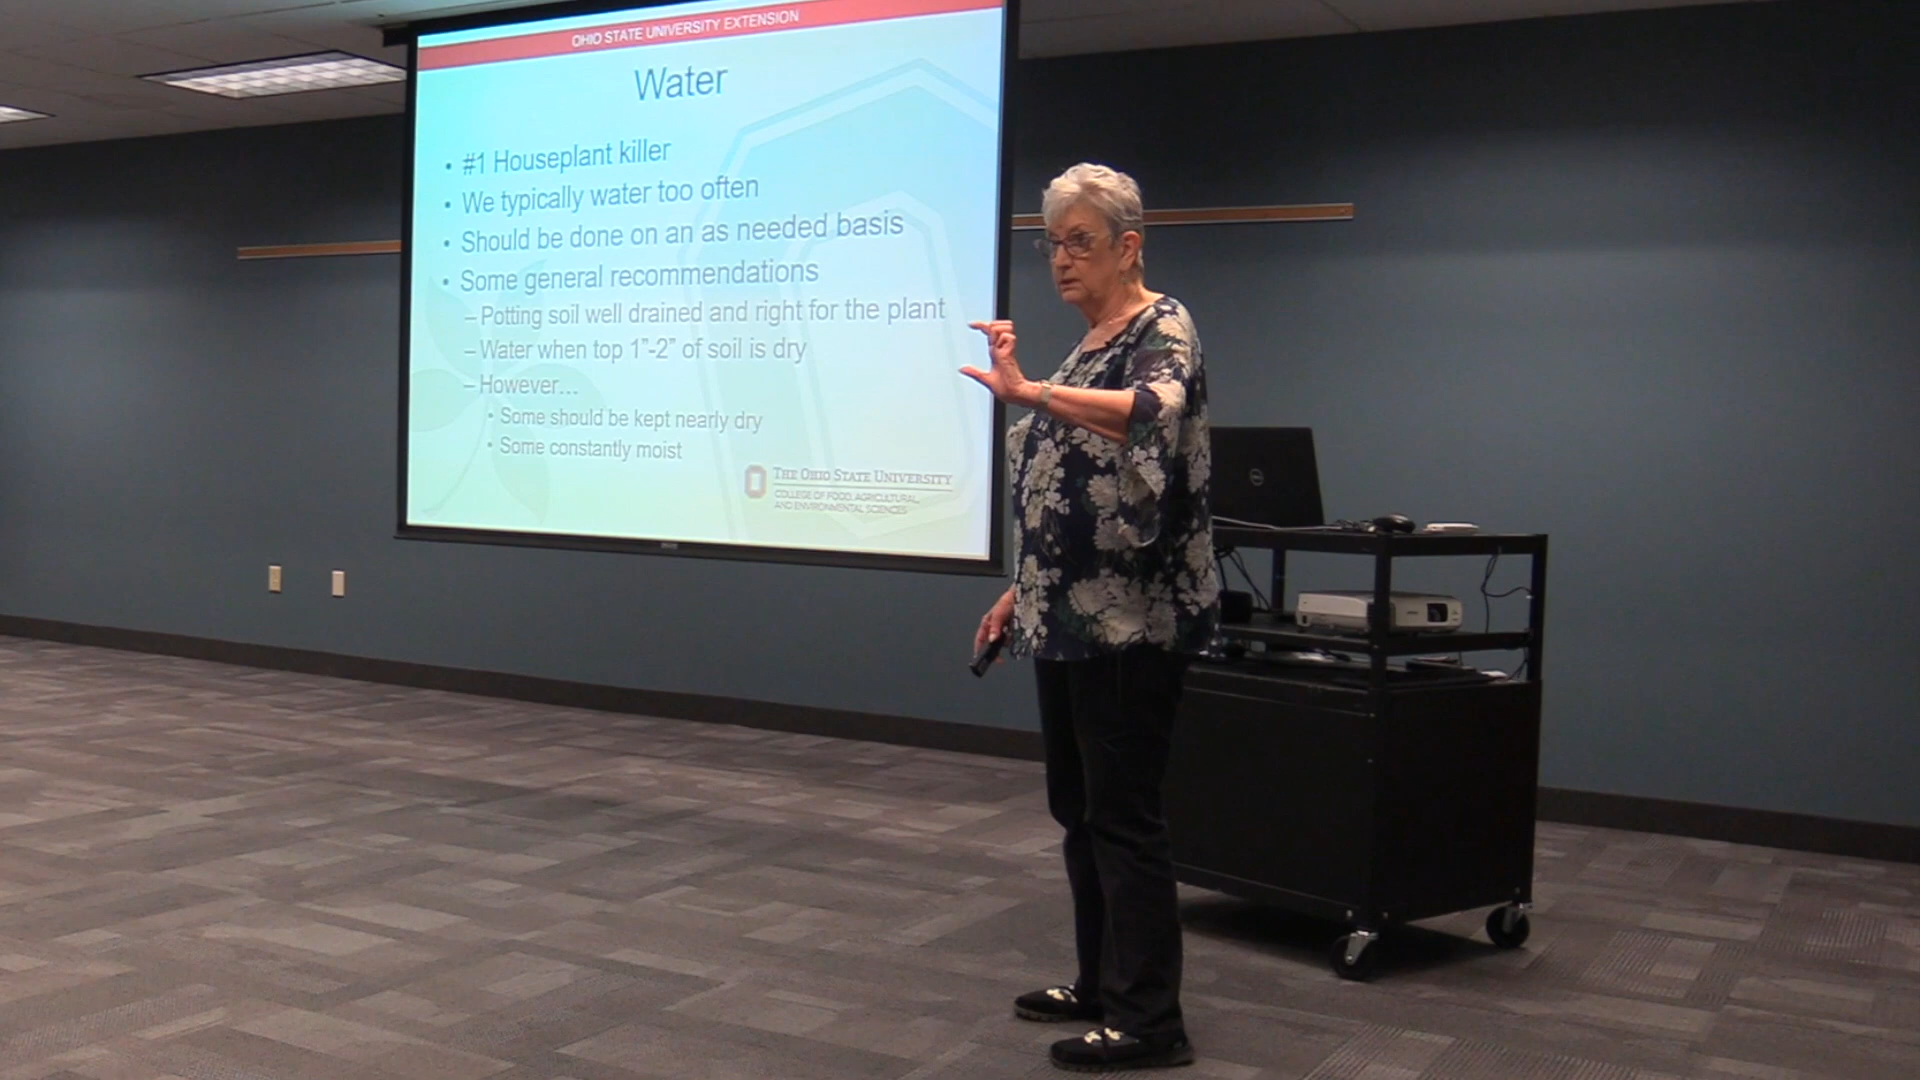 OHIO STATE UNIVERSITY EXTENSION
Water
• #1 Houseplant killer
• We typically water too often
• Should be done on an as needed basis
• Some general recommendations
– Potting soil well drained and right for the plant
– Water when top 1”-2” of soil is dry
– However…
• Some should be kept nearly dry
• Some constantly moist
THE OHIO STATE UNIVERSITY
COLLEGE OF FOOD, AGRICULTURAL,
AND ENVIRONMENTAL SCIENCES
DELL